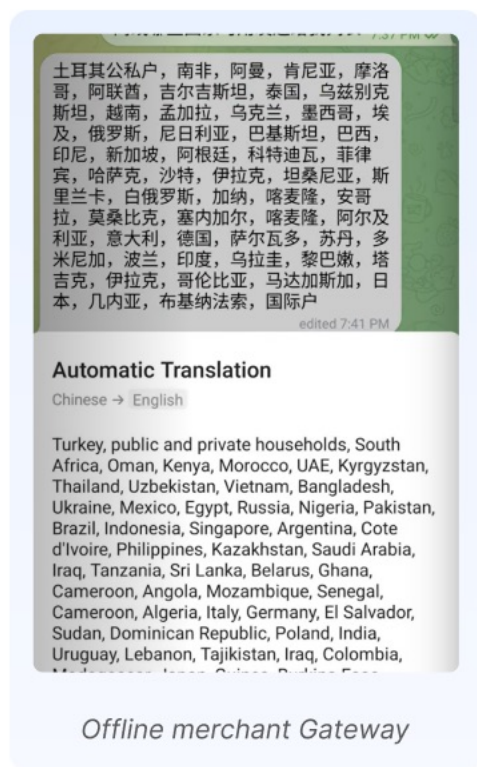 7:37 PM
土耳其公私户，南非，阿曼，肯尼亚，摩洛
哥，阿联酋，吉尔吉斯坦，泰国，乌兹别克
斯坦，越南，孟加拉，乌克兰，墨西哥，埃
及，俄罗斯，尼日利亚，巴基斯坦，巴西，
印尼，新加坡，阿根廷，科特迪瓦，菲律
宾，哈萨克，沙特，伊拉克，坦桑尼亚，斯
里兰卡，白俄罗斯，加纳，喀麦隆，安哥
拉，莫桑比克，塞内加尔，喀麦隆，阿尔及
利亚，意大利，德国，萨尔瓦多，苏丹，多
米尼加，波兰，印度，乌拉圭，黎巴嫩，塔
吉克，伊拉克，哥伦比亚，马达加斯加，日
本，几内亚，布基纳法索，国际户
edited 7:41 PM
Automatic Translation
Chinese → English
Turkey, public and private households, South
Africa, Oman, Kenya, Morocco, UAE, Kyrgyzstan,
Thailand, Uzbekistan, Vietnam, Bangladesh,
Ukraine, Mexico, Egypt, Russia, Nigeria, Pakistan,
Brazil, Indonesia, Singapore, Argentina, Cote
d'Ivoire, Philippines, Kazakhstan, Saudi Arabia,
Iraq, Tanzania, Sri Lanka, Belarus, Ghana,
Cameroon, Angola, Mozambique, Senegal,
Cameroon, Algeria, Italy, Germany, El Salvador,
Sudan, Dominican Republic, Poland, India,
Uruguay, Lebanon, Tajikistan, Iraq, Colombia,
Offline merchant Gateway